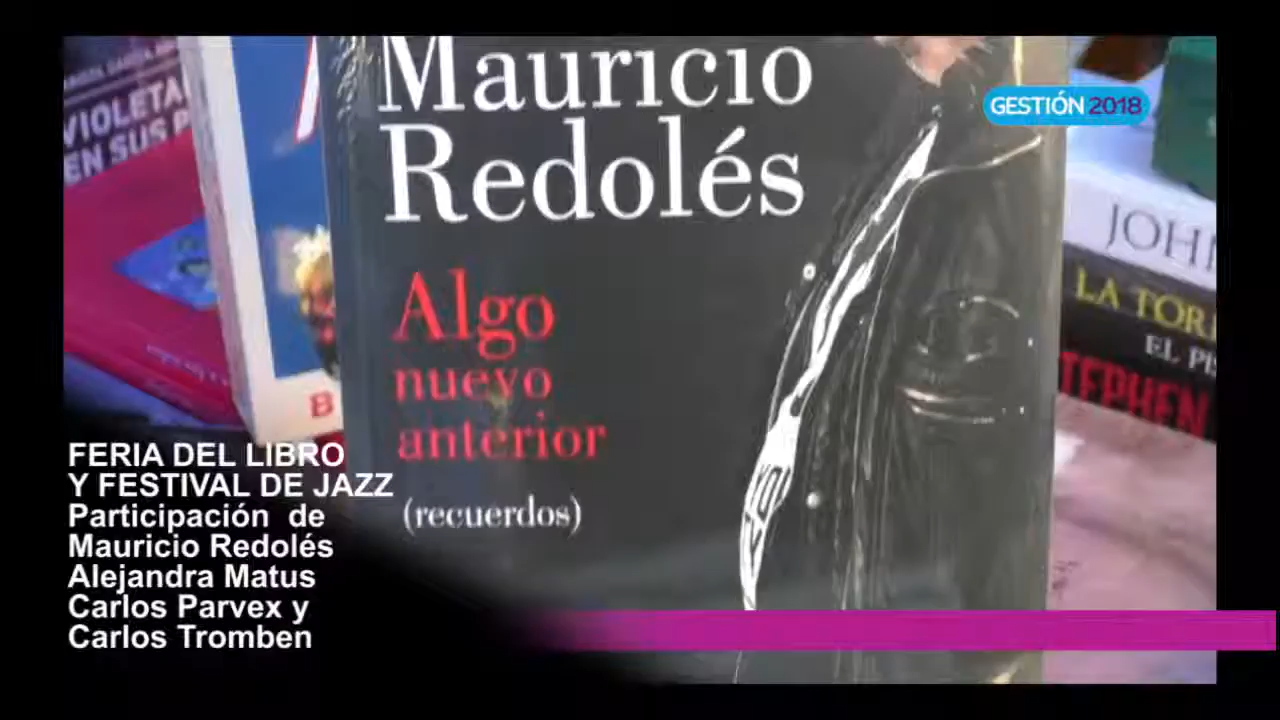 VIOLETA
EN SUS
Mauricio
Redolés
Algo
nuevo
anterior
(recuerdos)
B
GESTIÓN 2018
JOHN
LA TOR
EL PI
STEPHEN
FERIA DEL LIBRO
Y FESTIVAL DE JAZZ
Participación de
Mauricio Redolés
Alejandra Matus
Carlos Parvex y
Carlos Tromben